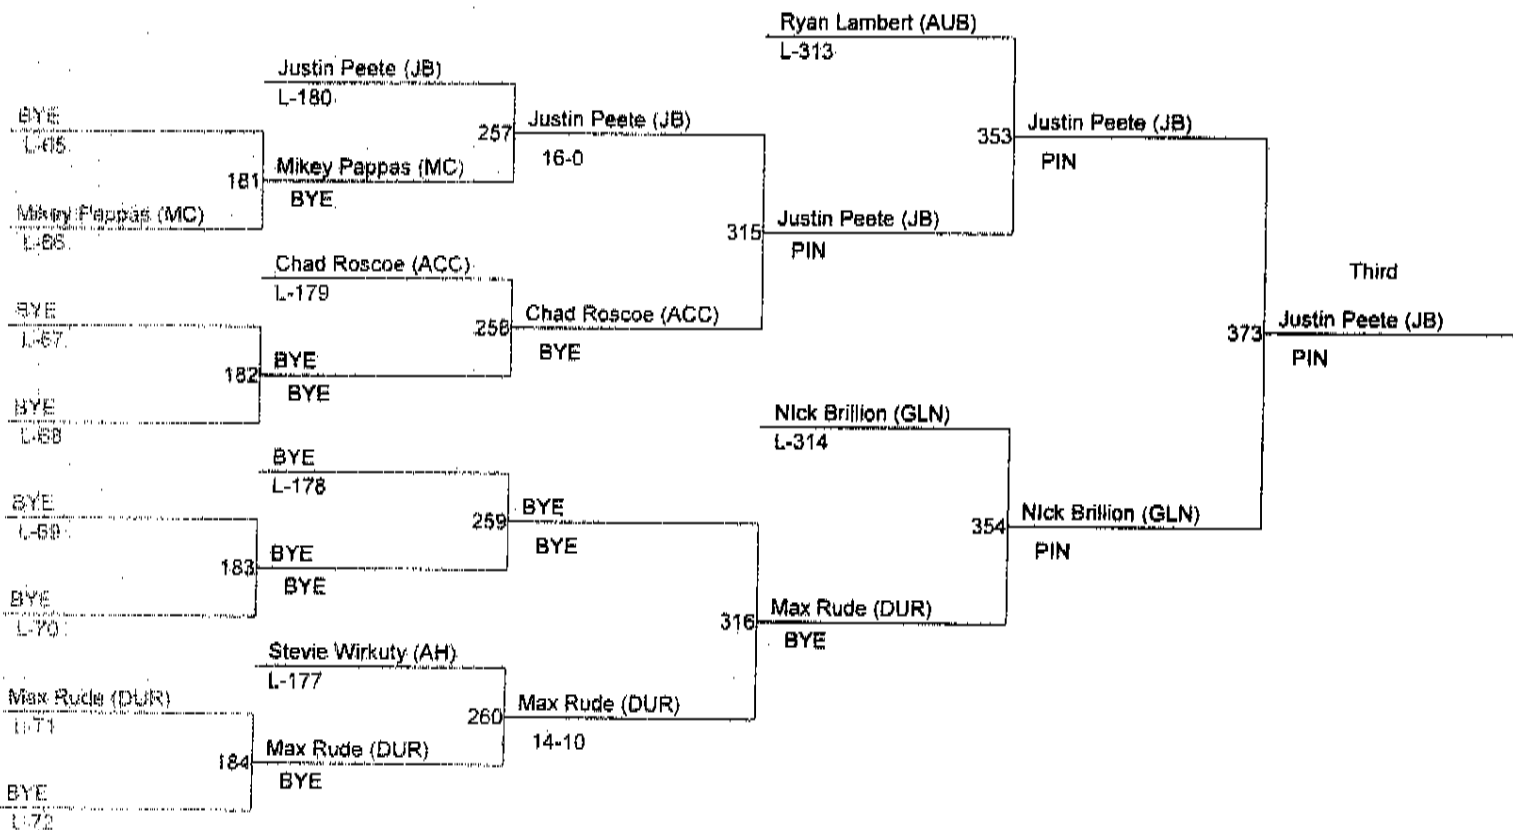 Ryan Lambert (AUB)
L-313
Justin Peete (JB)
L-180
BYE
L-65
257
Justin Peete (JB)
16-0
353
Justin Peete (JB)
PIN
181
Mikey Pappas (MC)
BYE
Mikey Pappas (MC)
L-66
315
Justin Peete (JB)
PIN
Chad Roscoe (ACC)
L-179
Third
BYE
L-67
258
Chad Roscoe (ACC)
BYE
373
Justin Peete (JB)
PIN
182
BYE
BYE
BYE
L-68
Nick Brillion (GLN)
L-314
BYE
L-178
BYE
L-69
259
BYE
BYE
354
Nick Brillion (GLN)
PIN
183
BYE
BYE
BYE
L-70
316
Max Rude (DUR)
BYE
Stevie Wirkuty (AH)
L-177
Max Rude (DUR)
L-71
260
Max Rude (DUR)
14-10
184
Max Rude (DUR)
BYE
BYE
L-72